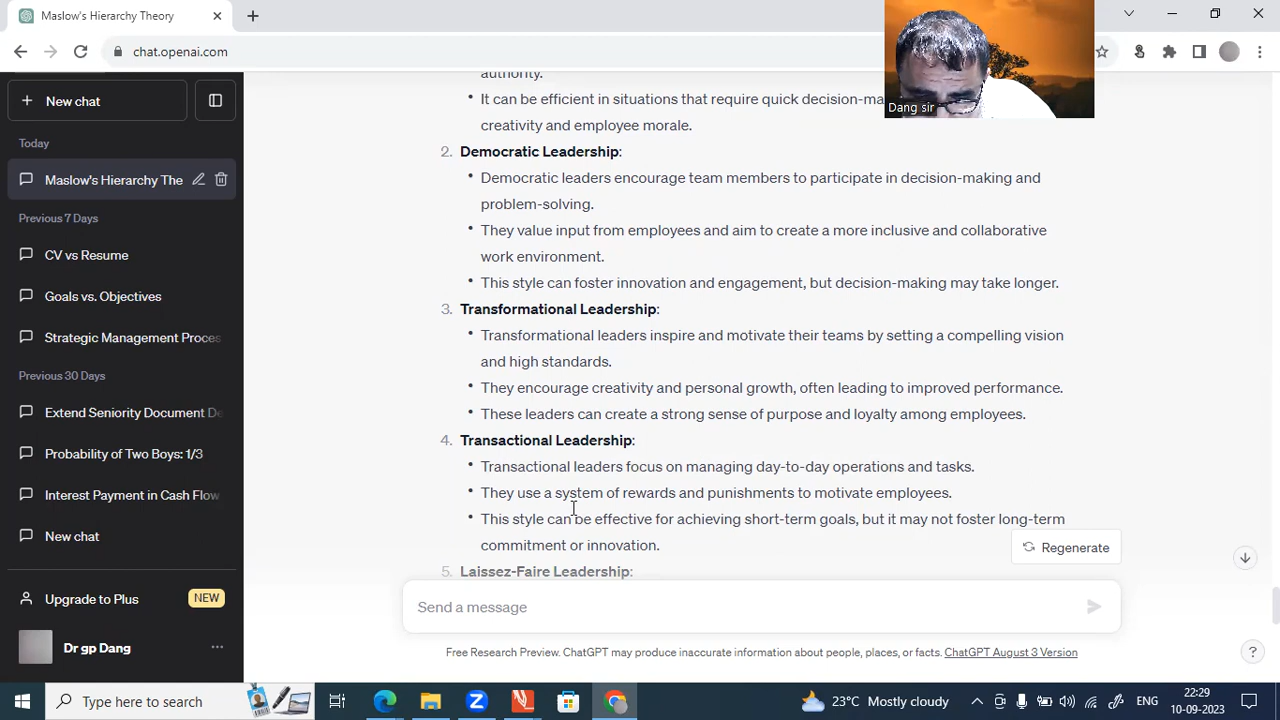 Maslow's Hierarchy Theory
chat.openai.com
Dang sir
New chat
Today
Maslow's Hierarchy The
Previous 7 Days
CV vs Resume
Goals vs. Objectives
Strategic Management Proces
Previous 30 Days
Extend Seniority Document De
Probability of Two Boys: 1/3
Interest Payment in Cash Flow
New chat
Upgrade to Plus NEW
Dr gp Dang
authority.
• It can be efficient in situations that require quick decision-ma
creativity and employee morale.
2. Democratic Leadership:
• Democratic leaders encourage team members to participate in decision-making and
problem-solving.
• They value input from employees and aim to create a more inclusive and collaborative
work environment.
• This style can foster innovation and engagement, but decision-making may take longer.
3. Transformational Leadership:
• Transformational leaders inspire and motivate their teams by setting a compelling vision
and high standards.
• They encourage creativity and personal growth, often leading to improved performance.
• These leaders can create a strong sense of purpose and loyalty among employees.
4. Transactional Leadership:
• Transactional leaders focus on managing day-to-day operations and tasks.
• They use a system of rewards and punishments to motivate employees.
• This style can be effective for achieving short-term goals, but it may not foster long-term
commitment or innovation.
Regenerate
5. Laissez-Faire Leadership:
Send a message
Free Research Preview. ChatGPT may produce inaccurate information about people, places, or facts. ChatGPT August 3 Version
?
Type here to search
23°C Mostly cloudy
ENG
22:29
10-09-2023